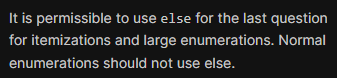 It is permissible to use else for the last question
for itemizations and large enumerations. Normal
enumerations should not use else.